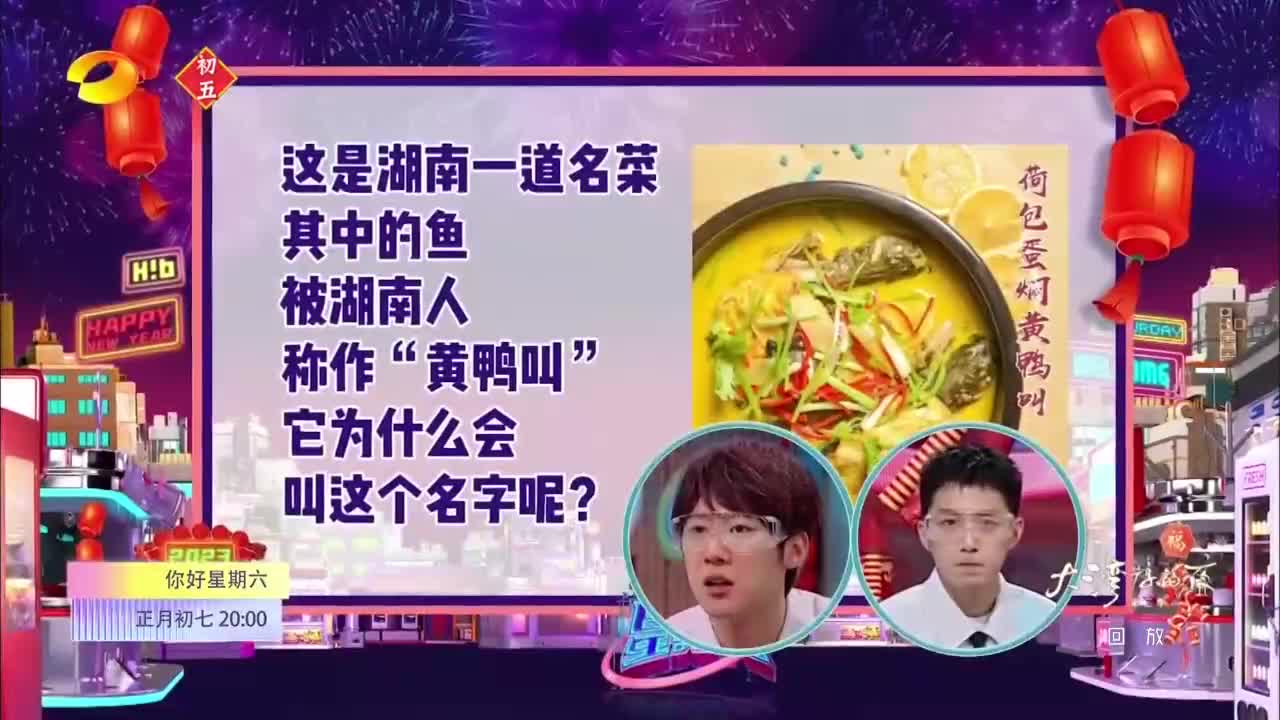 初五
这是湖南一道名菜
其中的鱼
被湖南人
称作“黄鸭叫”
它为什么会
叫这个名字呢?
荷包蛋焖黄鸭叫
H!b
HAPPY
NEW YEAR
2023
你好星期六
正月初七 20:00
FRESH
福
回放